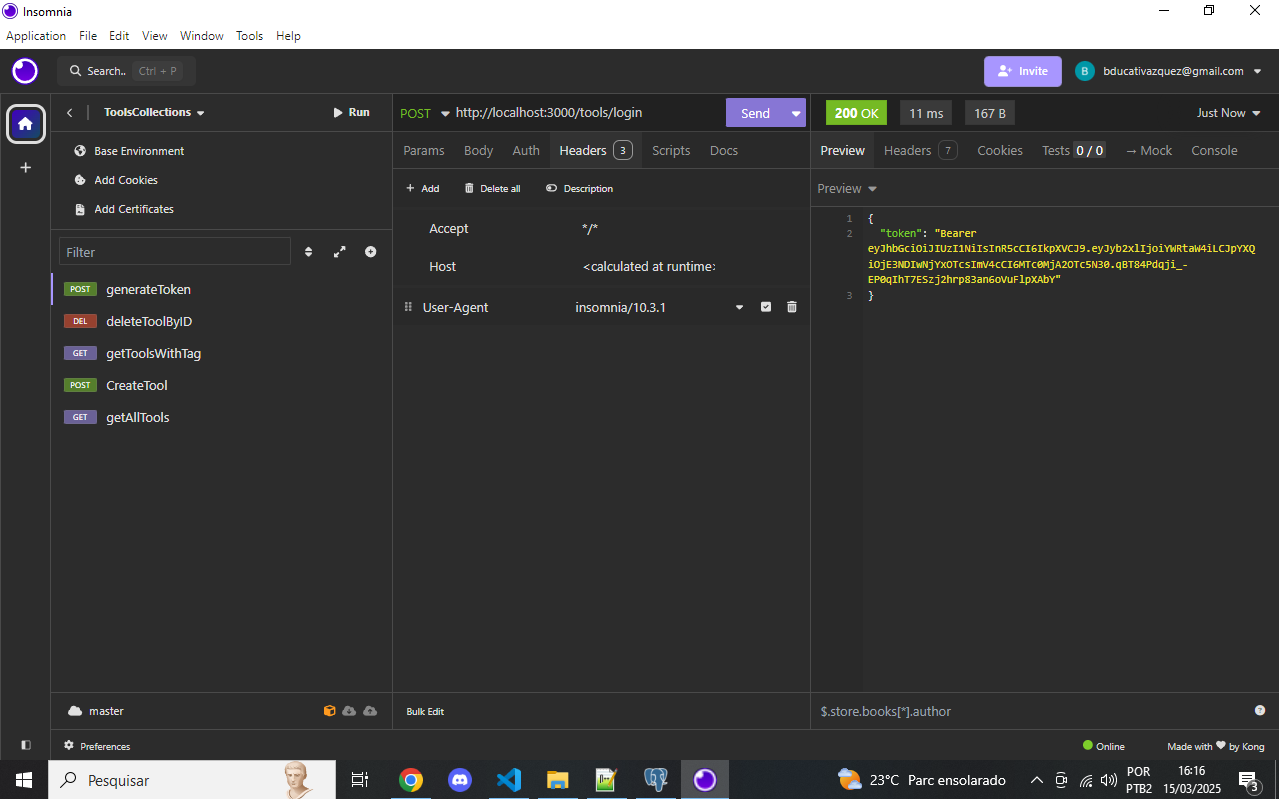 Insomnia
Application File Edit View Window Tools Help
Search.. Ctrl + P
Invite
B bducativazquez@gmail.com
ToolsCollections
Run
Base Environment
Add Cookies
Add Certificates
Filter
POST generateToken
DEL deleteToolByID
GET getToolsWithTag
POST CreateTool
GET getAllTools
master
Preferences
POST http://localhost:3000/tools/login Send
Params Body Auth Headers 3 Scripts Docs
+ Add Delete all Description
Accept */*
Host <calculated at runtime:
User-Agent insomnia/10.3.1
Bulk Edit
200 OK 11 ms 167 B Just Now
Preview Headers 7 Cookies Tests 0 / 0 → Mock Console
Preview
1 {
2 "token": "Bearer
eyJhbGciOiJIUzI1NiIsInR5cCI6IkpXVCJ9.eyJyb2xlIjoiYWRtaW4iLCJpYXQ
iOjE3NDIwNjYxOTcsImV4cCI6MTc0MjA2OTc5N30.qBT84Pdqji_-
EP0qIhT7ESzj2hrp83an6oVuFlpXAbY"
3 }
$.store.books[*].author
Online Made with ♥ by Kong
Pesquisar
23°C Parc ensolarado
POR
PTB2
16:16
15/03/2025
3